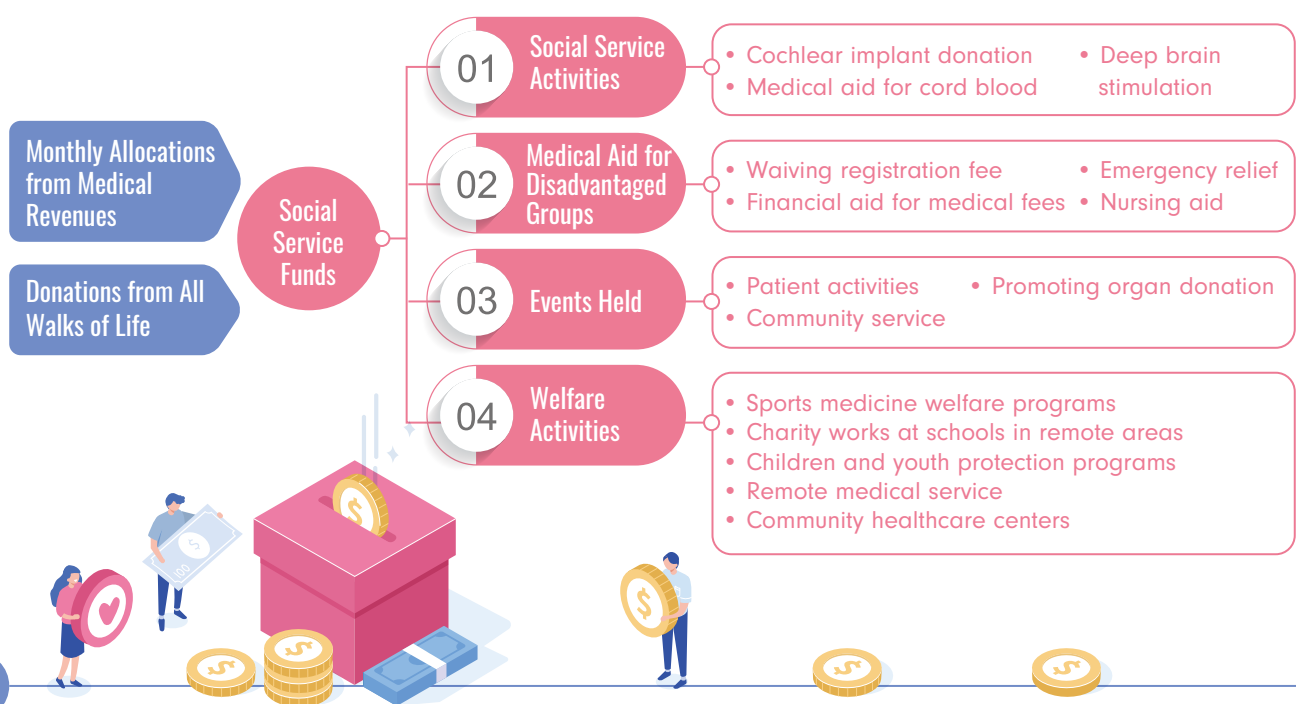 Monthly Allocations
from Medical
Revenues
Donations from All
Walks of Life
Social
Service
Funds
01
Social Service
Activities
• Cochlear implant donation
• Medical aid for cord blood
• Deep brain
stimulation
02
Medical Aid for
Disadvantaged
Groups
• Waiving registration fee
• Financial aid for medical fees
• Emergency relief
• Nursing aid
03
Events Held
• Patient activities
• Community service
• Promoting organ donation
04
Welfare
Activities
• Sports medicine welfare programs
• Charity works at schools in remote areas
• Children and youth protection programs
• Remote medical service
• Community healthcare centers
$
$
100
$
$
$
$
$